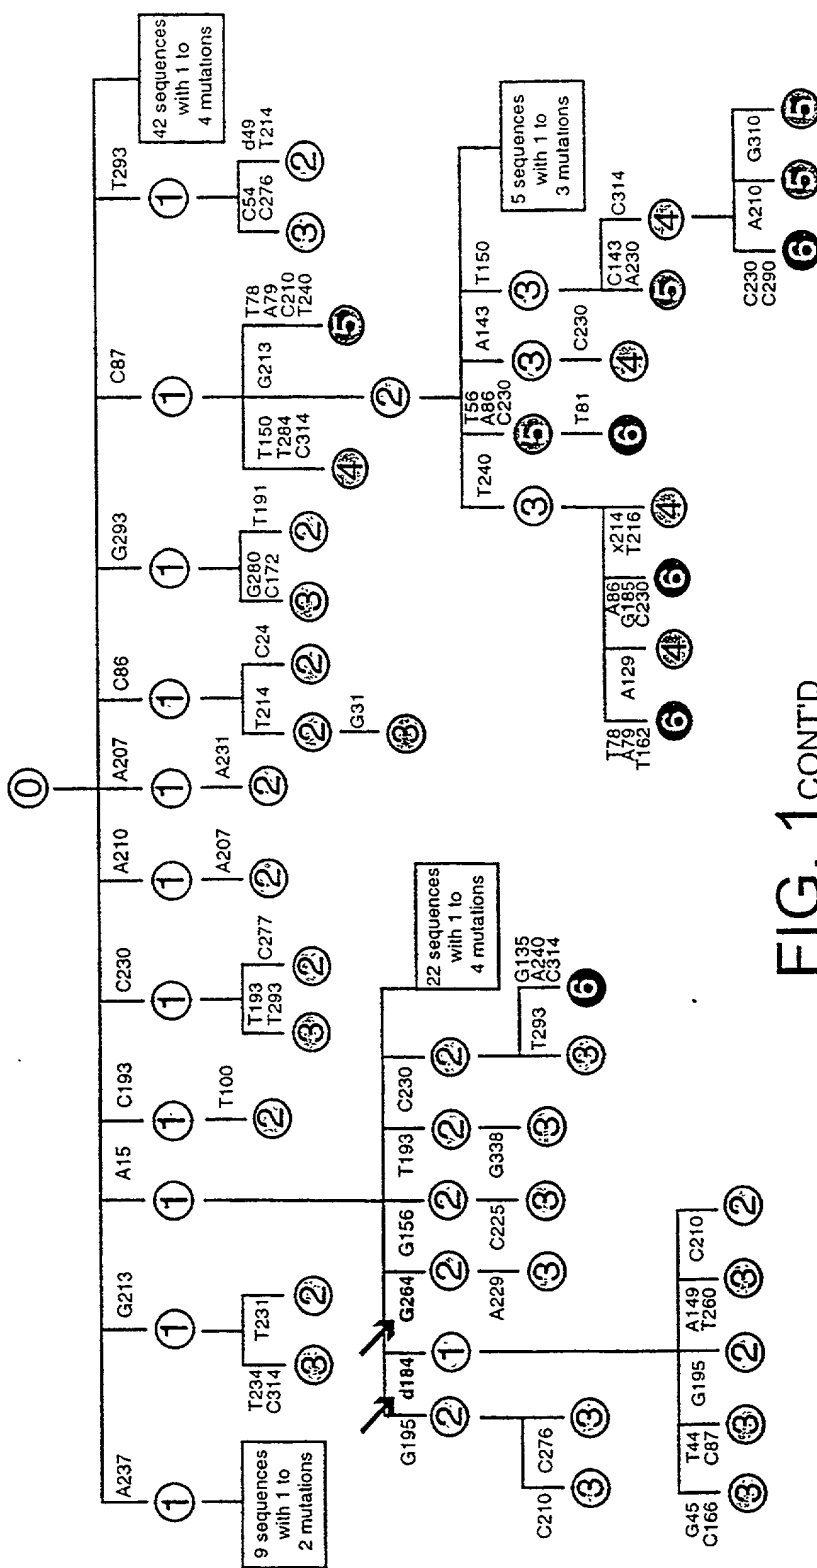 0
A237
G213
A15
C193
C230
A210
A207
C86
G293
C87
T293
42 sequences
with 1 to
4 mutations
1
1
1
1
1
1
1
1
1
1
1
9 sequences
with 1 to
2 mutations
T234
C314
3
T231
2
T100
2
T193
T293
3
C277
2
A207
2
A231
2
T214
2
G31
3
C24
2
G280
C172
3
T191
2
T150
T284
C314
4
G213
2
T78
A79
C210
T240
5
C54
C276
3
d49
T214
2
G195
2
d184
1
G264
2
G156
2
T193
2
C230
2
22 sequences
with 1 to
4 mutations
C210
3
C276
3
A229
3
C225
3
G338
3
T293
3
G135
A240
C314
6
G45
C166
3
T44
C87
3
G195
2
A149
T260
3
C210
2
T240
3
T56
A86
C230
5
A143
3
T150
3
5 sequences
with 1 to
3 mutations
T78
A79
T162
6
A129
4
A86
G185
C230
6
x214
T216
4
T81
6
C230
4
C143
A230
5
C314
4
C230
C290
6
A210
5
G310
5
FIG. 1 CONT'D